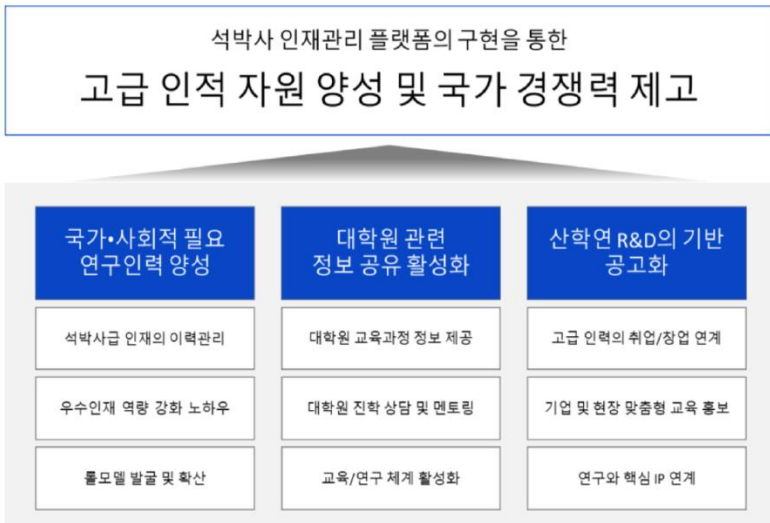 석박사 인재관리 플랫폼의 구현을 통한
고급 인적 자원 양성 및 국가 경쟁력 제고
국가•사회적 필요
연구인력 양성
석박사급 인재의 이력관리
우수인재 역량 강화 노하우
롤모델 발굴 및 확산
대학원 관련
정보 공유 활성화
대학원 교육과정 정보 제공
대학원 진학 상담 및 멘토링
교육/연구 체계 활성화
산학연 R&D의 기반
공고화
고급 인력의 취업/창업 연계
기업 및 현장 맞춤형 교육 홍보
연구와 핵심 IP 연계